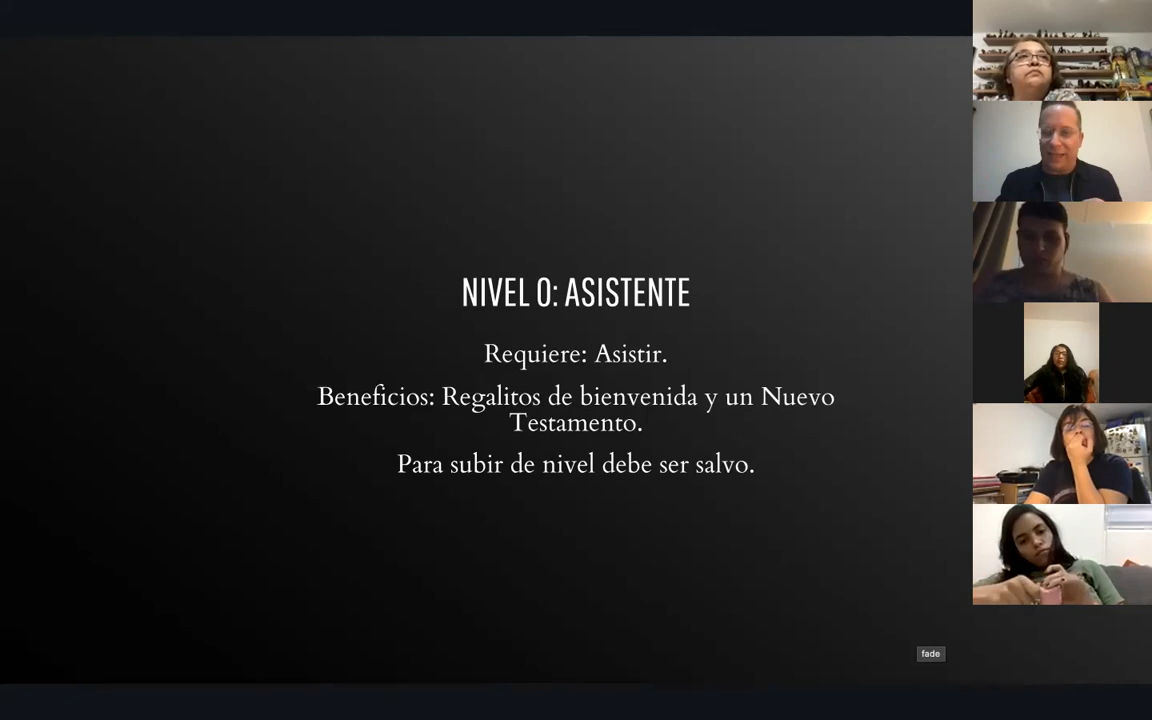 NIVEL 0: ASISTENTE
Requiere: Asistir.
Beneficios: Regalitos de bienvenida y un Nuevo
Testamento.
Para subir de nivel debe ser salvo.
fade